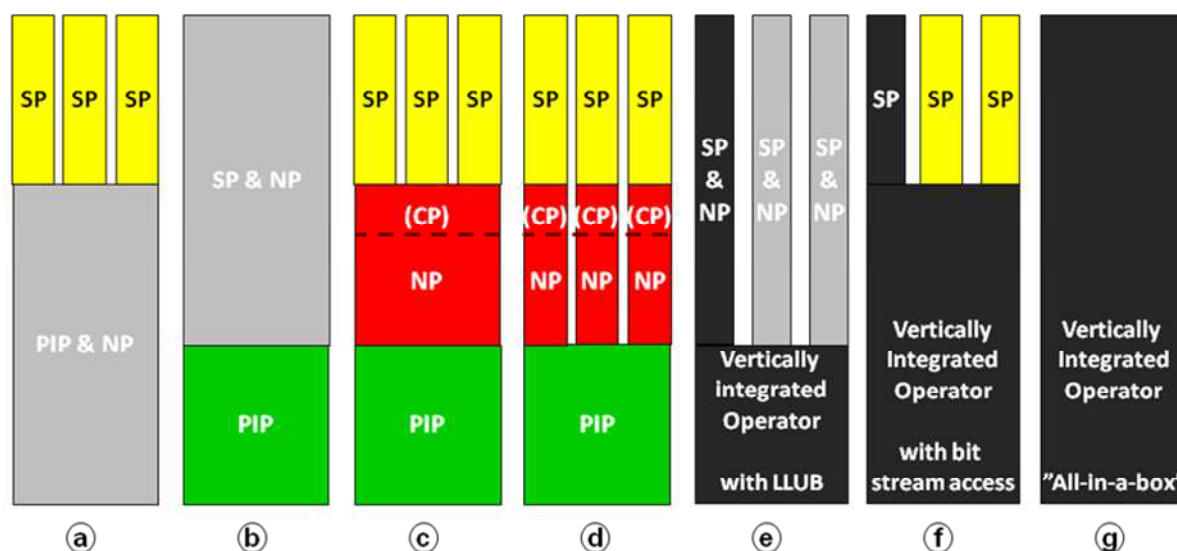 SP SP SP
PIP & NP
a
SP & NP
PIP
b
SP SP SP
(CP)
NP
PIP
c
SP SP SP
(CP) (CP) (CP)
NP NP NP
PIP
d
SP
&
NP
SP
&
NP
SP
&
NP
Vertically
integrated
Operator
with LLUB
e
SP SP SP
Vertically
Integrated
Operator
with bit
stream access
f
Vertically
Integrated
Operator
"All-in-a-box"
g